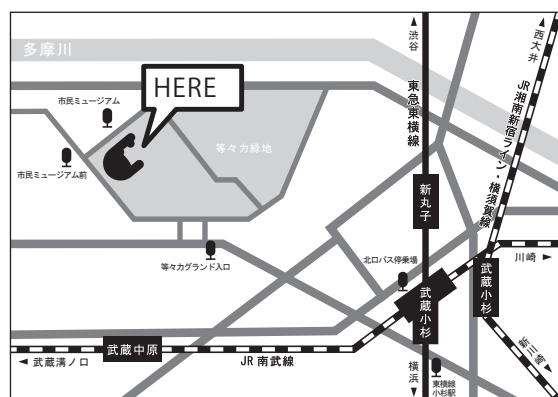 多摩川
HERE
市民ミュージアム
市民ミュージアム前
等々力緑地
等々力グランド入口
渋谷
東急東横線
新丸子
北口バス停乗場
武蔵小杉
横浜
東横線
小杉駅
西大井
JR湘南新宿ライン・横須賀線
武蔵小杉
川崎
新川崎
武蔵中原
武蔵溝ノ口
JR 南武線